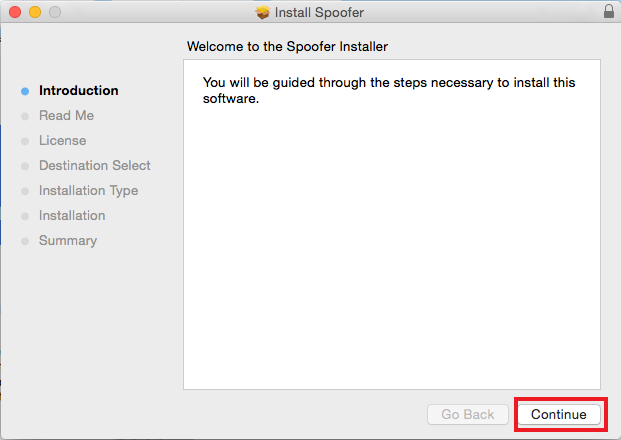 Install Spoofer
Welcome to the Spoofer Installer
Introduction
Read Me
License
Destination Select
Installation Type
Installation
Summary
You will be guided through the steps necessary to install this
software.
Go Back
Continue